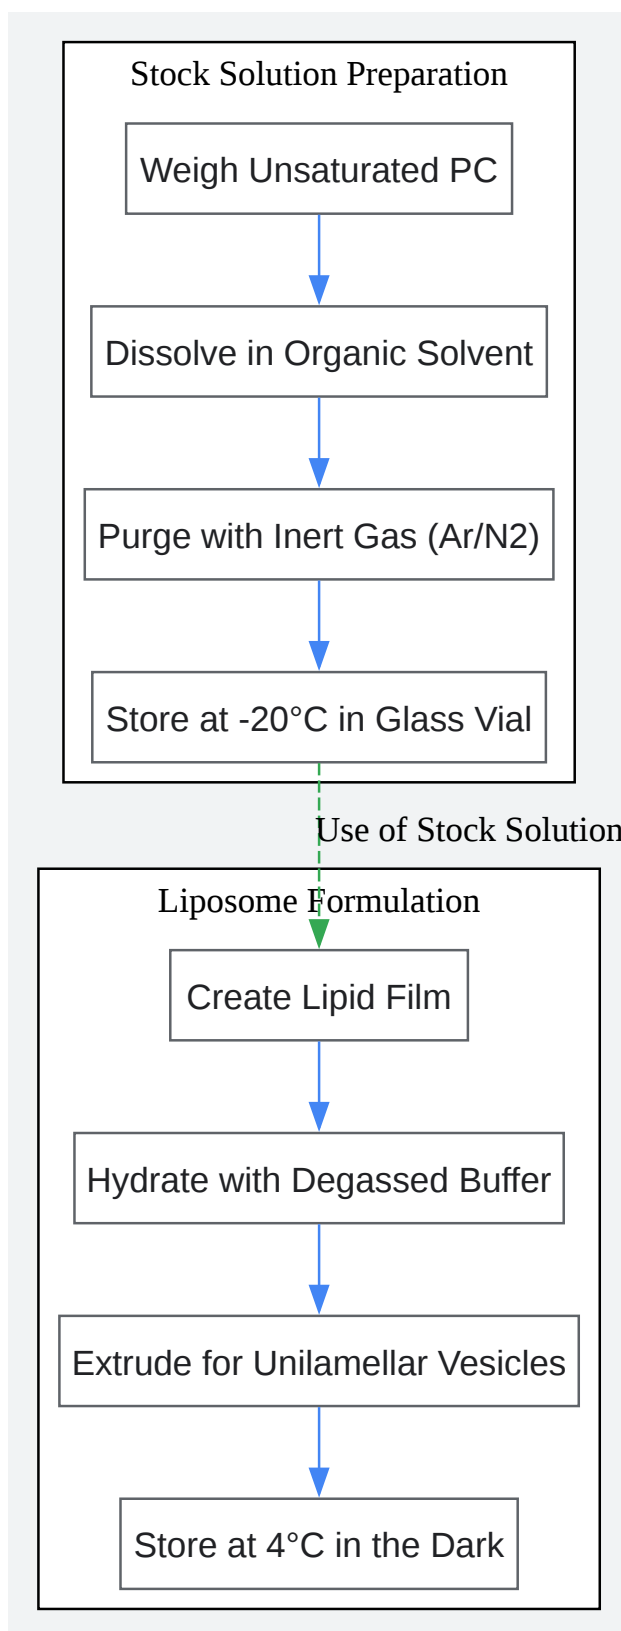 Stock Solution Preparation
Weigh Unsaturated PC
Dissolve in Organic Solvent
Purge with Inert Gas (Ar/N2)
Store at -20°C in Glass Vial
Use of Stock Solution
Liposome Formulation
Create Lipid Film
Hydrate with Degassed Buffer
Extrude for Unilamellar Vesicles
Store at 4°C in the Dark